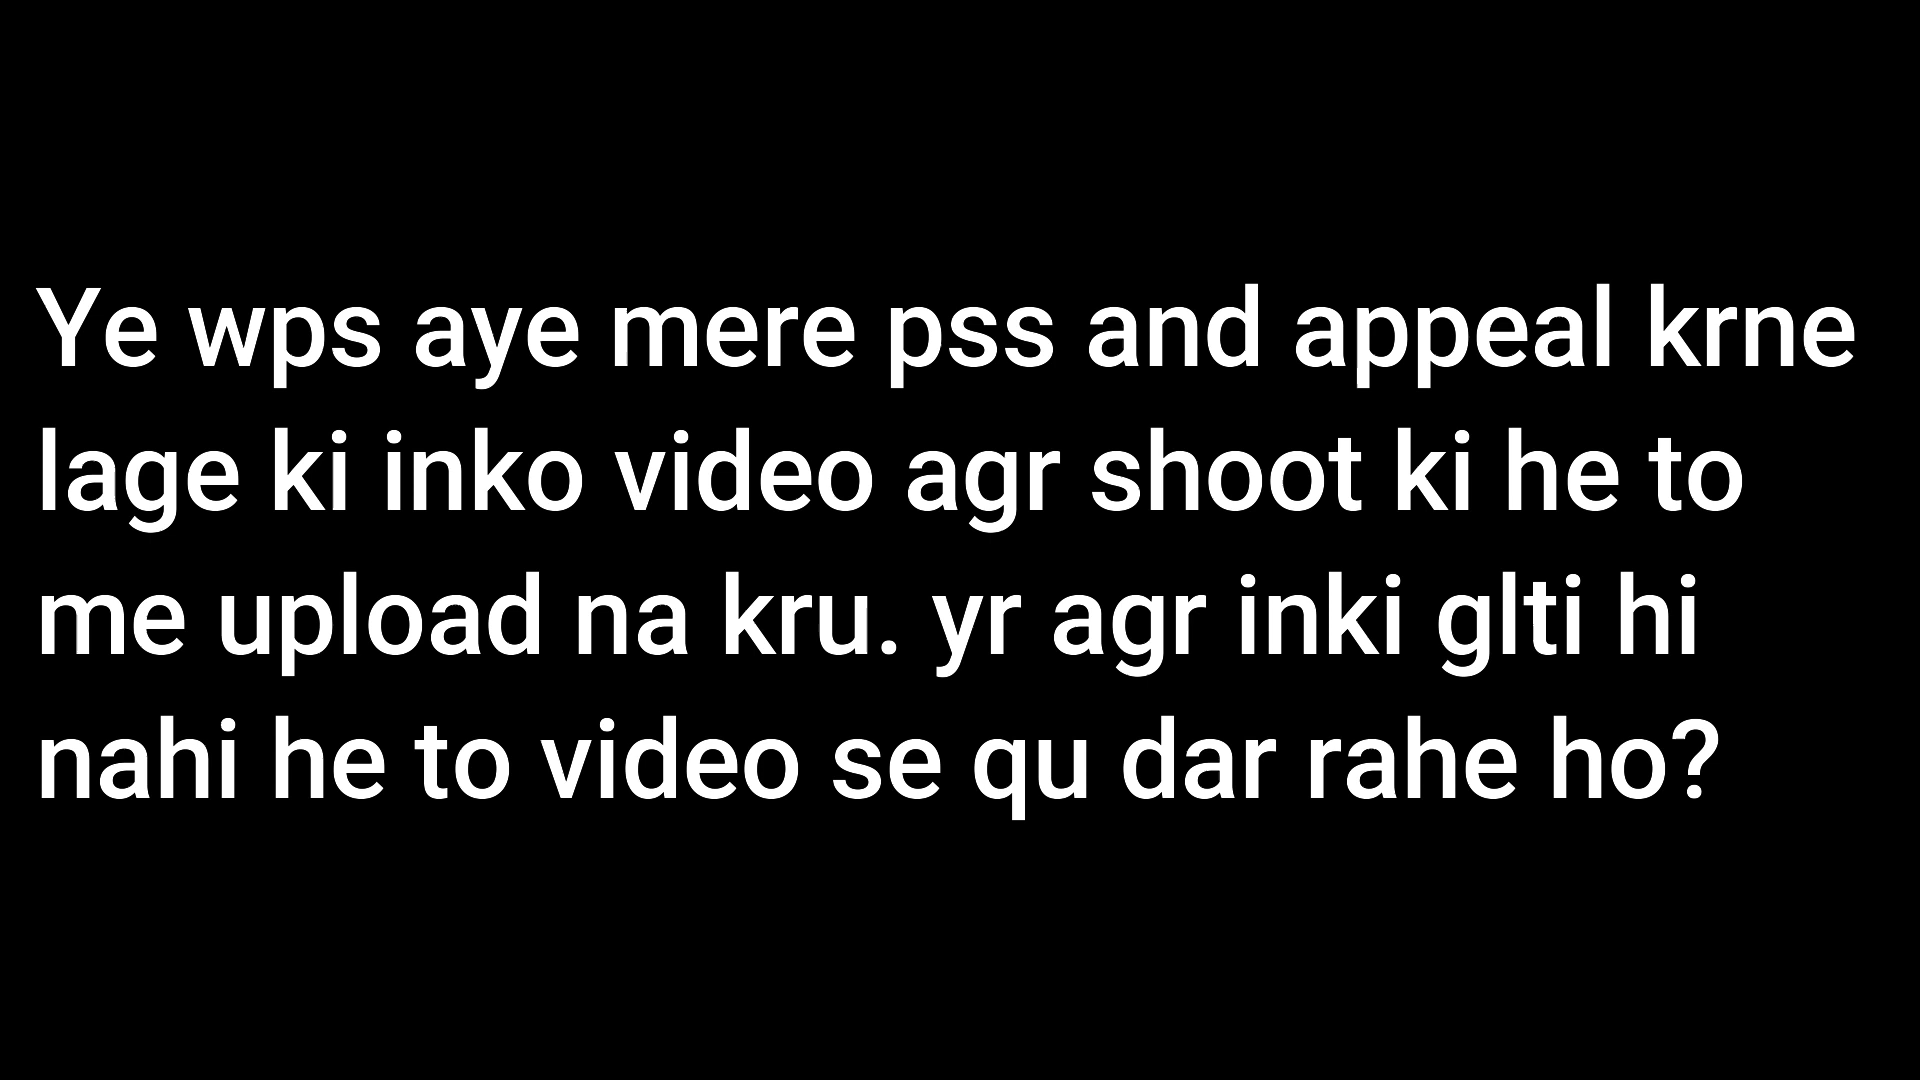 Ye wps aye mere pss and appeal krne
lage ki inko video agr shoot ki he to
me upload na kru. yr agr inki glti hi
nahi he to video se qu dar rahe ho?